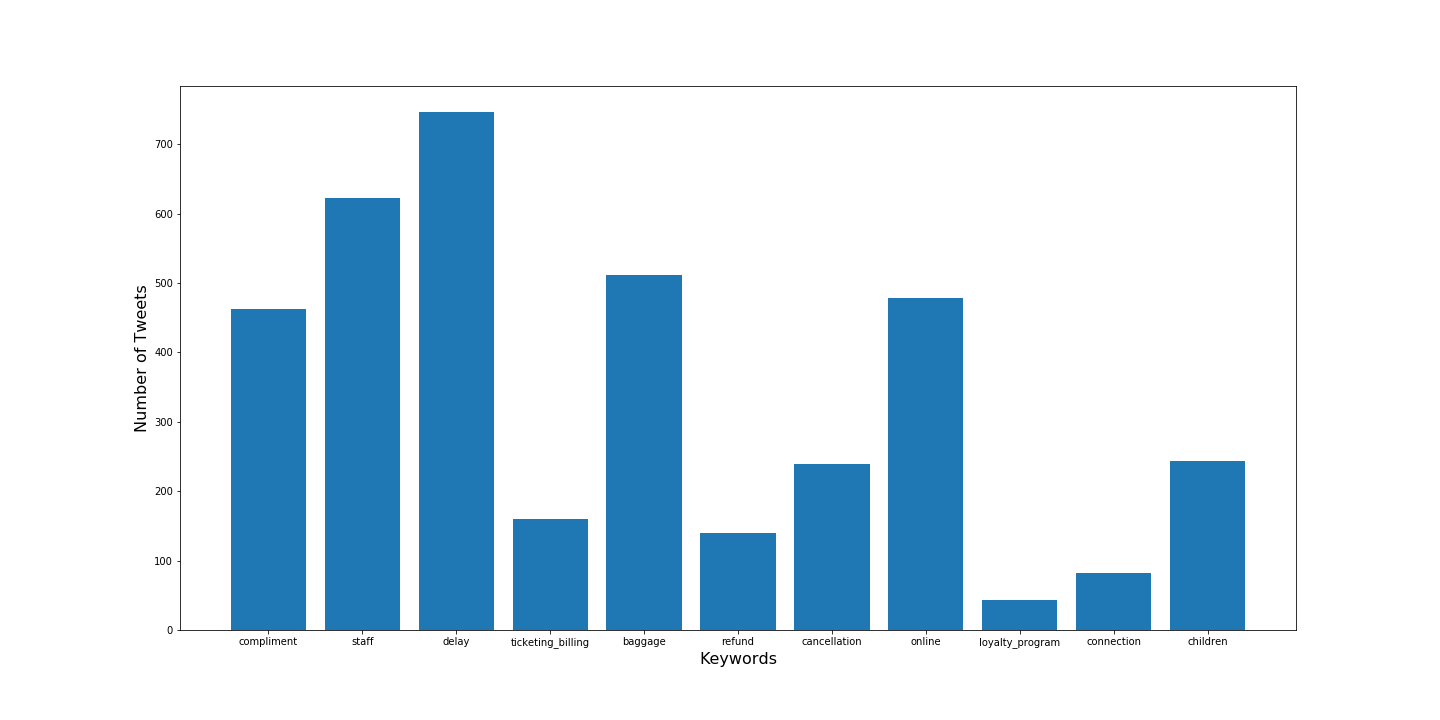 700
600
500
400
300
200
100
0
Number of Tweets
compliment staff delay ticketing_billing baggage refund cancellation online loyalty_program connection children
Keywords